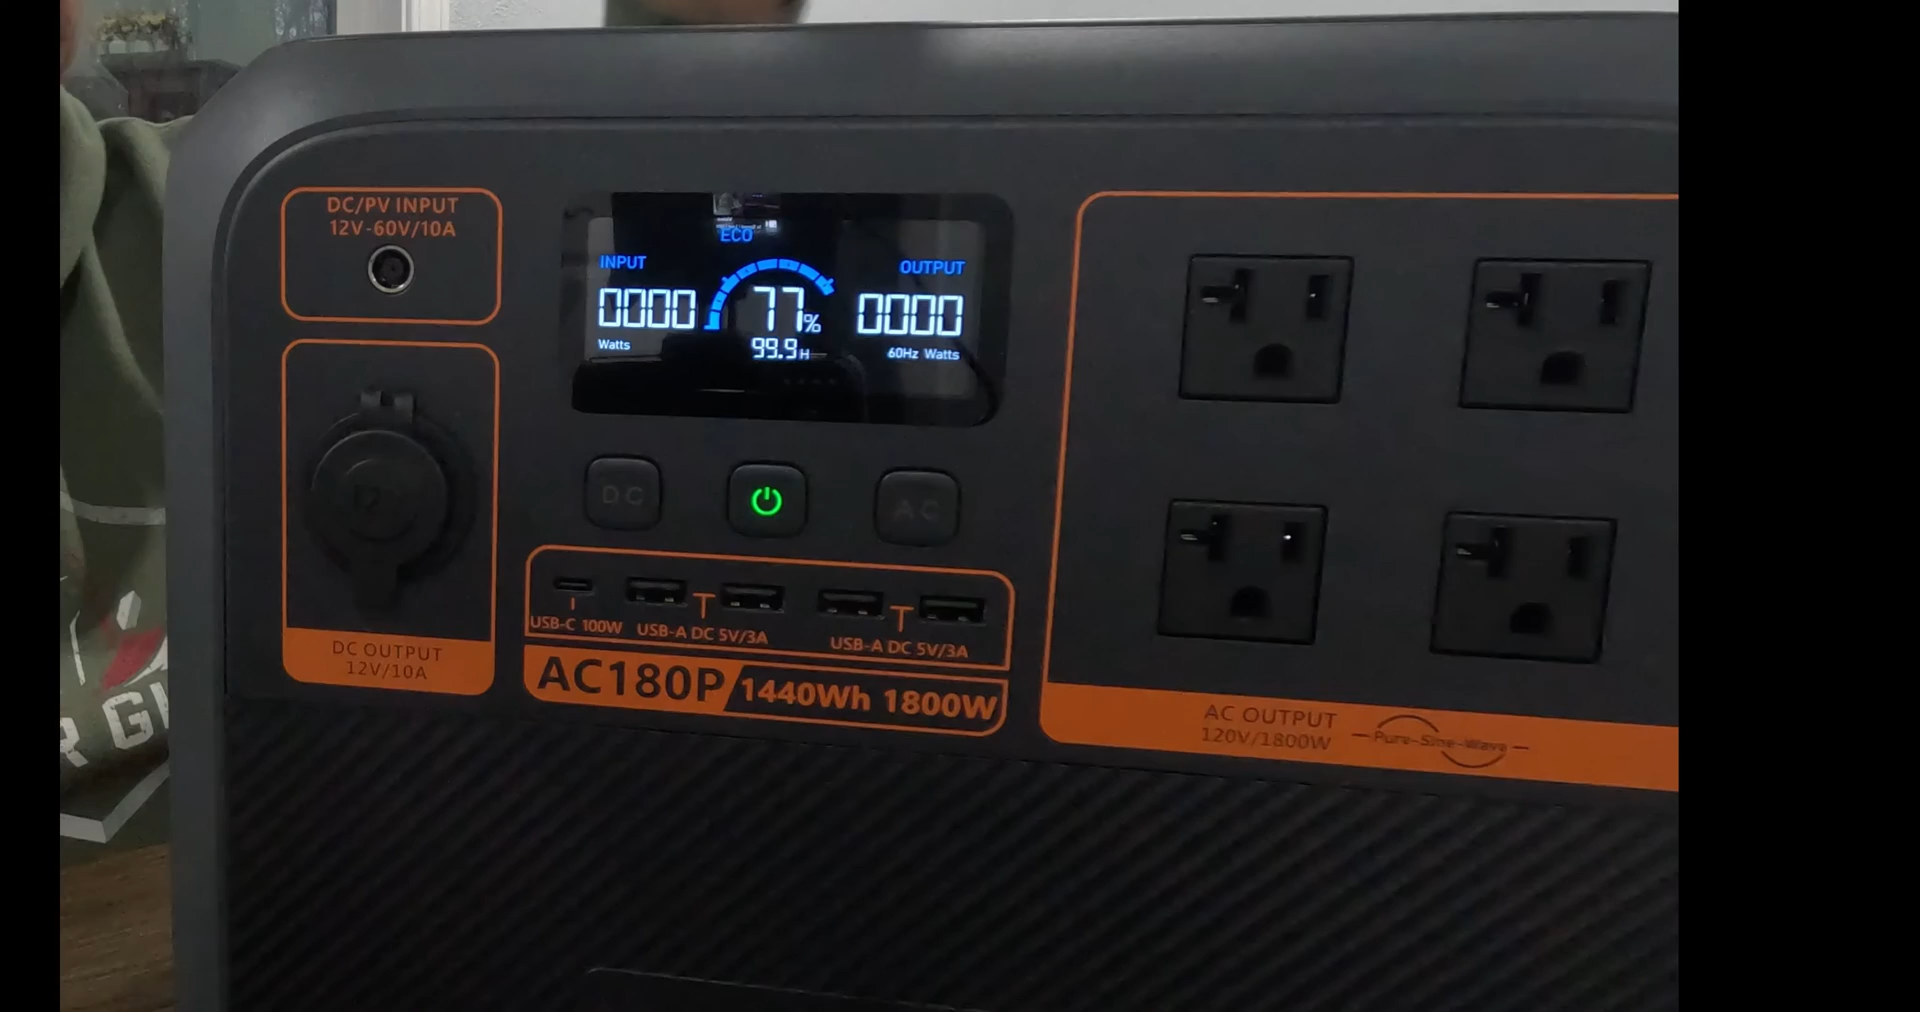 DC/PV INPUT
12V-60V/10A
ECO
INPUT
OUTPUT
0000
77%
0000
Watts
99.9H
60Hz Watts
DC
AC
USB-C 100W
USB-A DC 5V/3A
USB-A DC 5V/3A
DC OUTPUT
12V/10A
AC180P
1440Wh 1800W
AC OUTPUT
120V/1800W
Pure-Sine-Wave